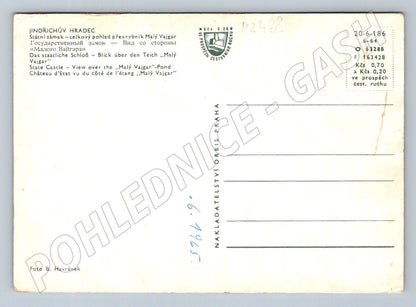 JINDŘICHŮV HRADEC
Státní zámek – celkový pohled přes rybník Malý Vajgar
Государственный замок — Вид со стороны
«Малого Вайгара»
Das staatliche Schloß – Blick über den Teich „Malý
Vajgar"
State Castle – View over the „Malý Vajgar"-Pond
Château d'État vu du côté de l'étang „Malý Vajgar"
20-6-186
O 63288
F 163428
Kčs 0,70
x Kčs 0,30
ve prospěch
cest. ruchu
NAKLADATELSTVÍ ORBIS PRAHA
.6. 1965
Foto B. Havránek
POHLEDNICE - GASH